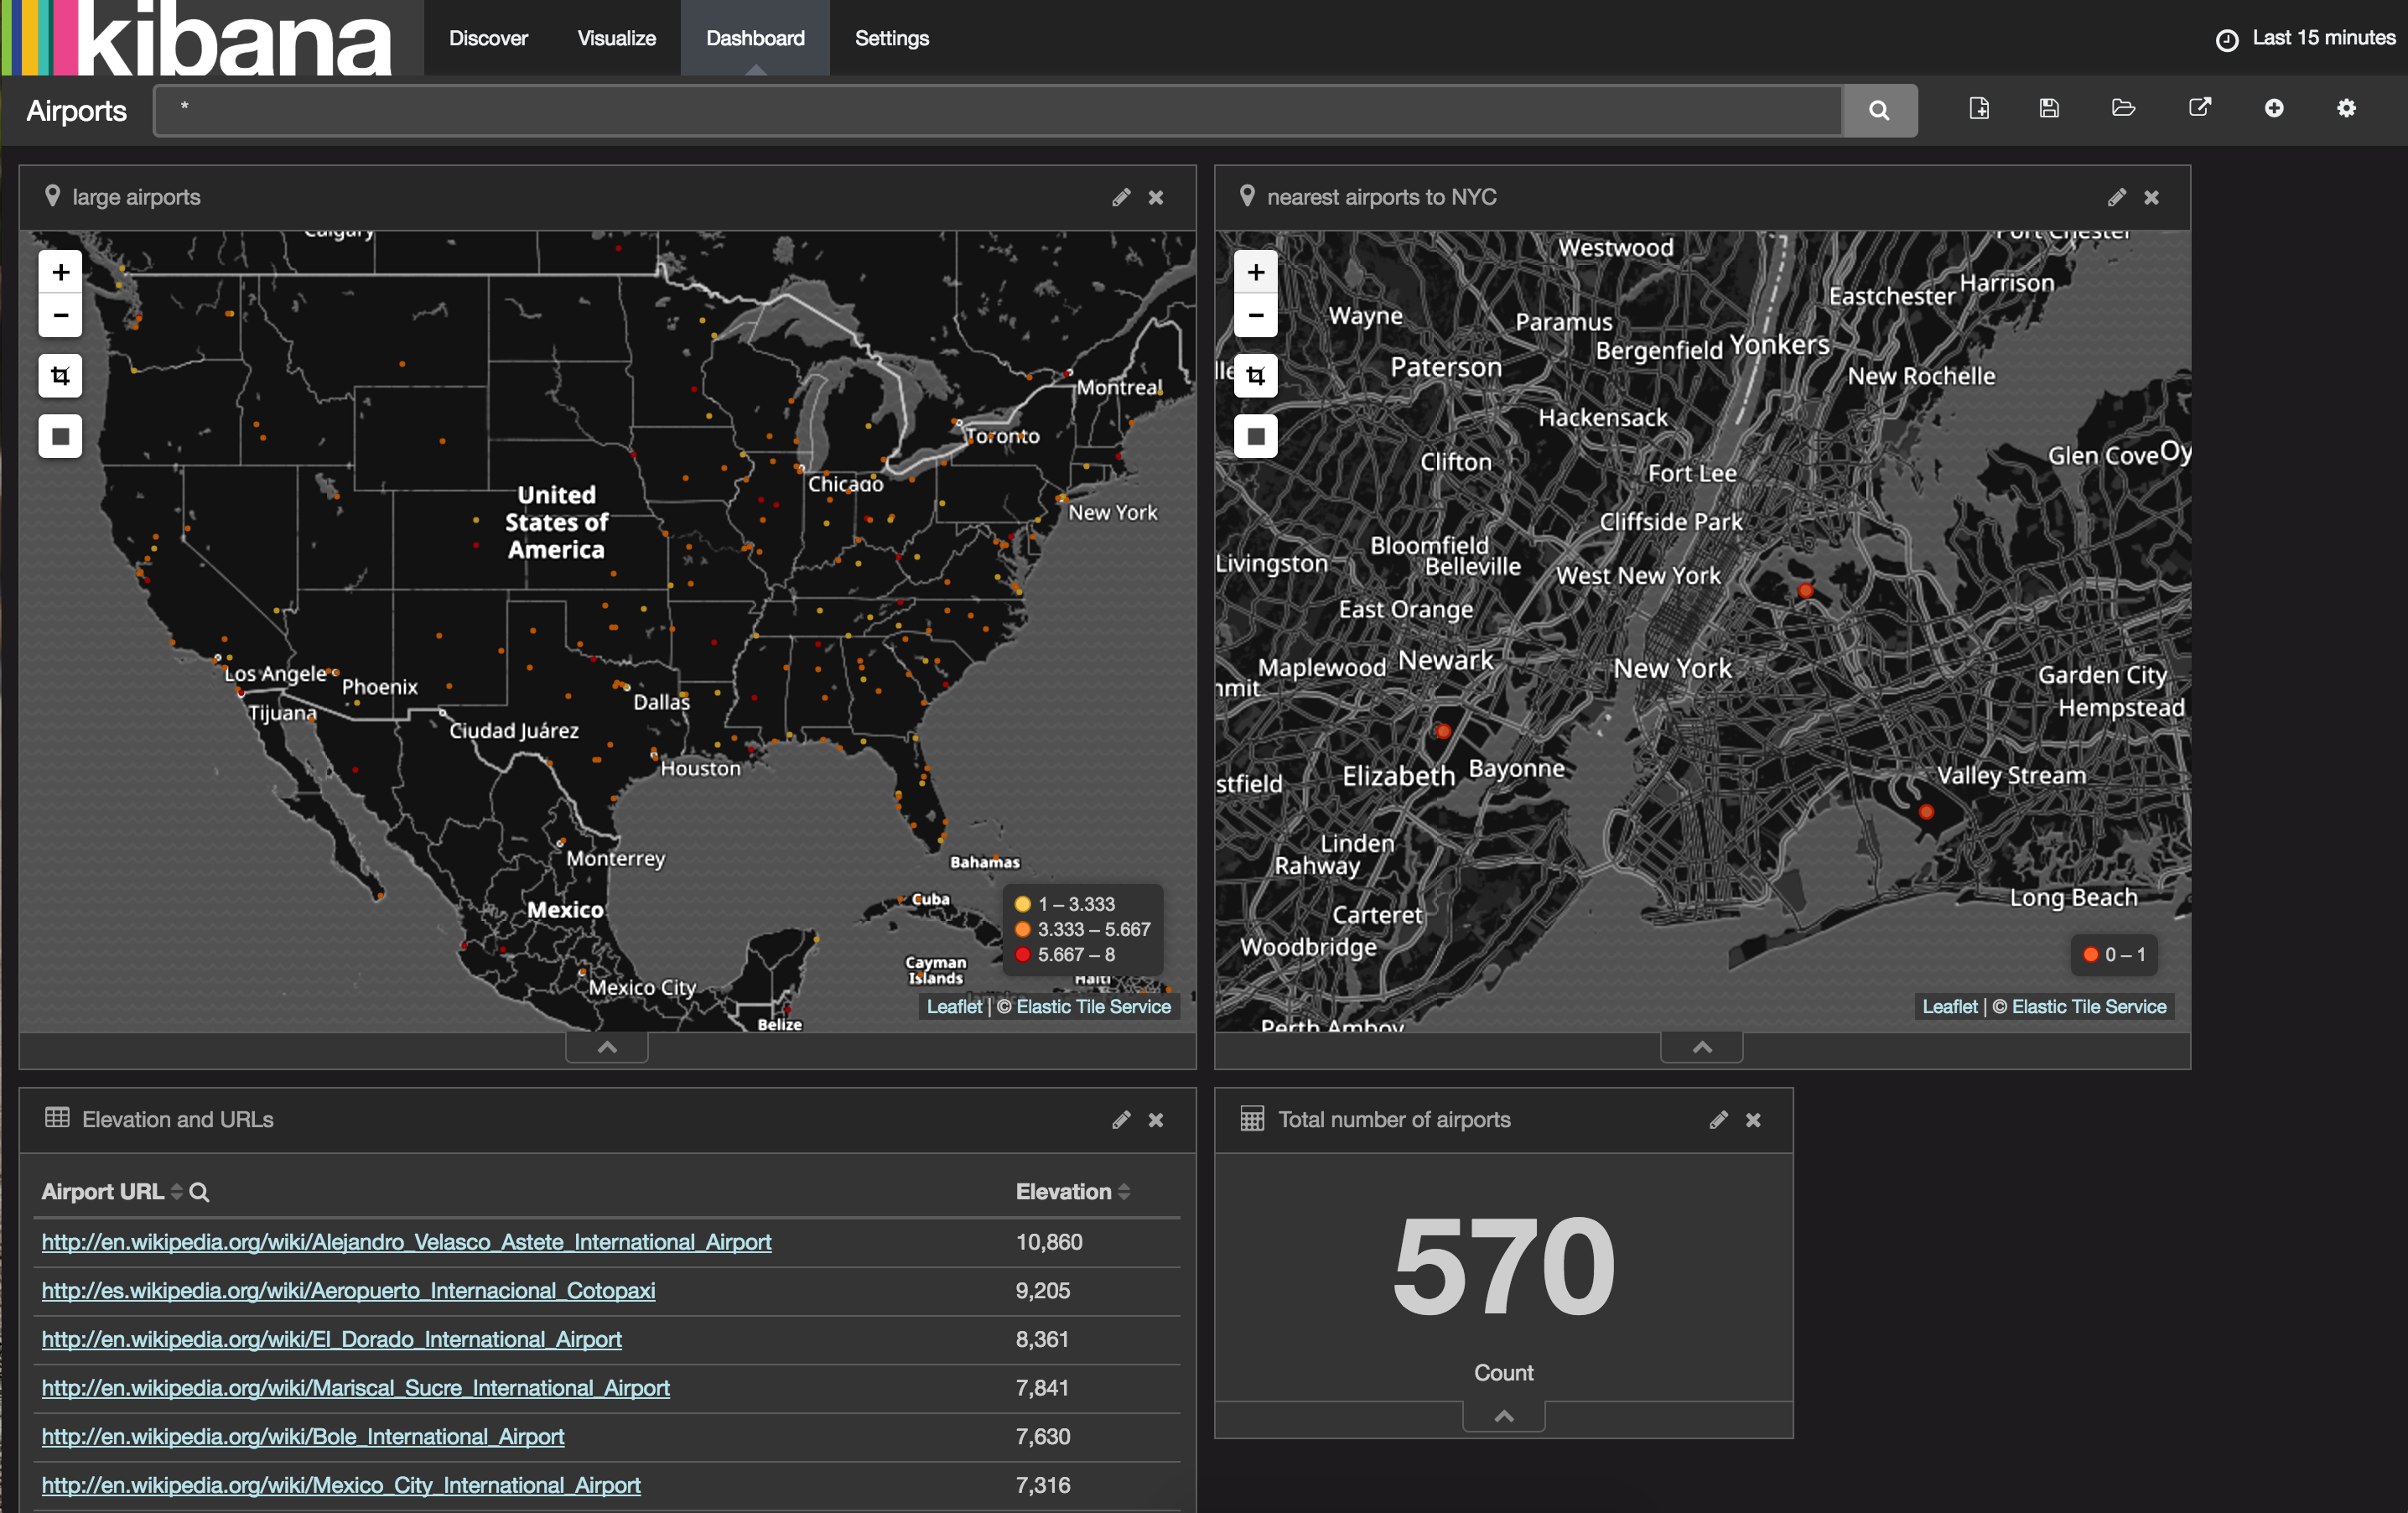 kibana
Discover Visualize Dashboard Settings
Last 15 minutes
Airports
*
large airports
Calgary
Montreal
Toronto
Chicago
New York
United
States of
America
Los Angele
Phoenix
Tijuana
Dallas
Ciudad Juárez
Houston
Monterrey
Bahamas
Mexico
Cuba
Cayman
Islands
Haiti
Mexico City
Belize
1 – 3.333
3.333 – 5.667
5.667 – 8
Leaflet | © Elastic Tile Service
nearest airports to NYC
Port Chester
Westwood
Harrison
Eastchester
Wayne
Paramus
Yonkers
Bergenfield
Paterson
New Rochelle
Hackensack
Glen Cove
Oy
Clifton
Fort Lee
Cliffside Park
Bloomfield
Belleville
Livingston
West New York
East Orange
Maplewood
Newark
New York
mmit
Garden City
Hempstead
Elizabeth
Bayonne
Valley Stream
stfield
Linden
Rahway
Long Beach
Carteret
Woodbridge
Perth Amboy
0 – 1
Leaflet | © Elastic Tile Service
Elevation and URLs
Airport URL Elevation
http://en.wikipedia.org/wiki/Alejandro_Velasco_Astete_International_Airport 10,860
http://es.wikipedia.org/wiki/Aeropuerto_Internacional_Cotopaxi 9,205
http://en.wikipedia.org/wiki/El_Dorado_International_Airport 8,361
http://en.wikipedia.org/wiki/Mariscal_Sucre_International_Airport 7,841
http://en.wikipedia.org/wiki/Bole_International_Airport 7,630
http://en.wikipedia.org/wiki/Mexico_City_International_Airport 7,316
Total number of airports
570
Count